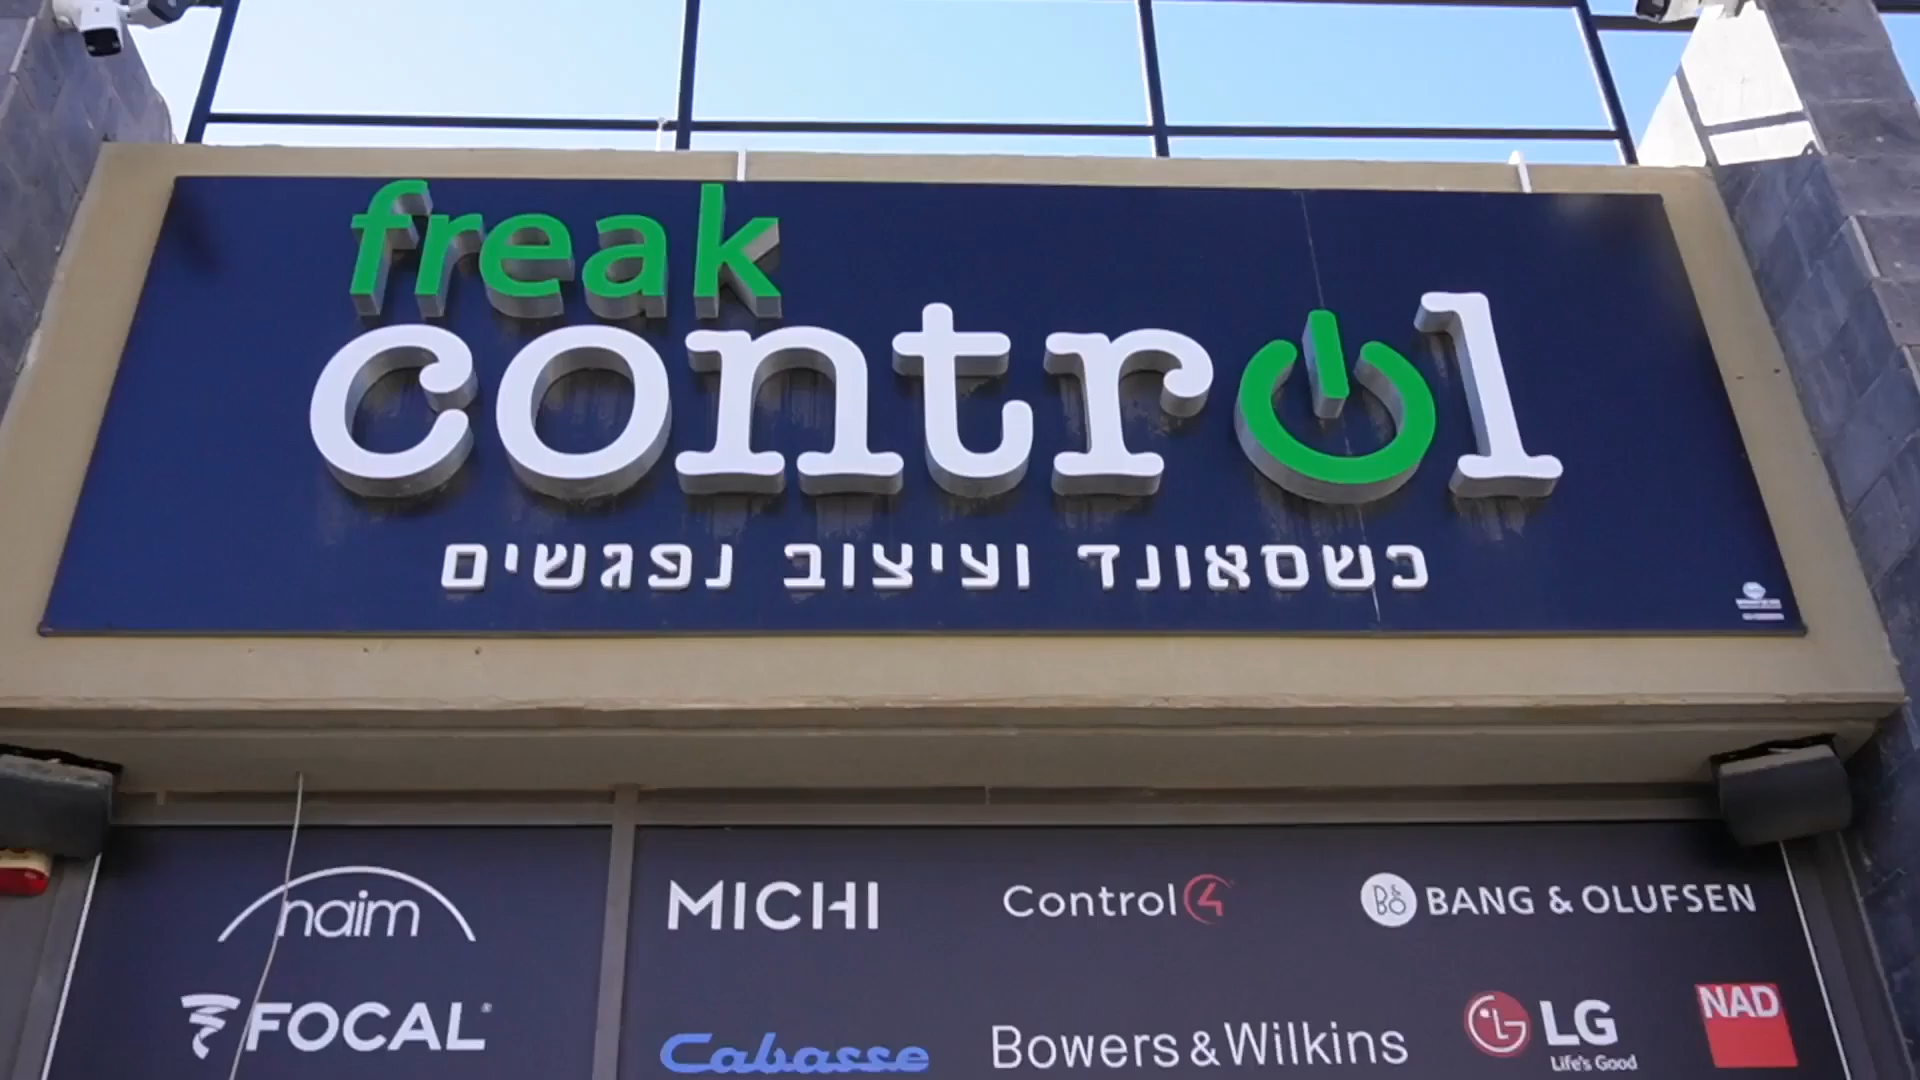 freak
control
כשסאונד ועיצוב נפגשים
naim
MICHI
Control4
B&O BANG & OLUFSEN
FOCAL®
Cabasse
Bowers & Wilkins
LG
Life's Good
NAD